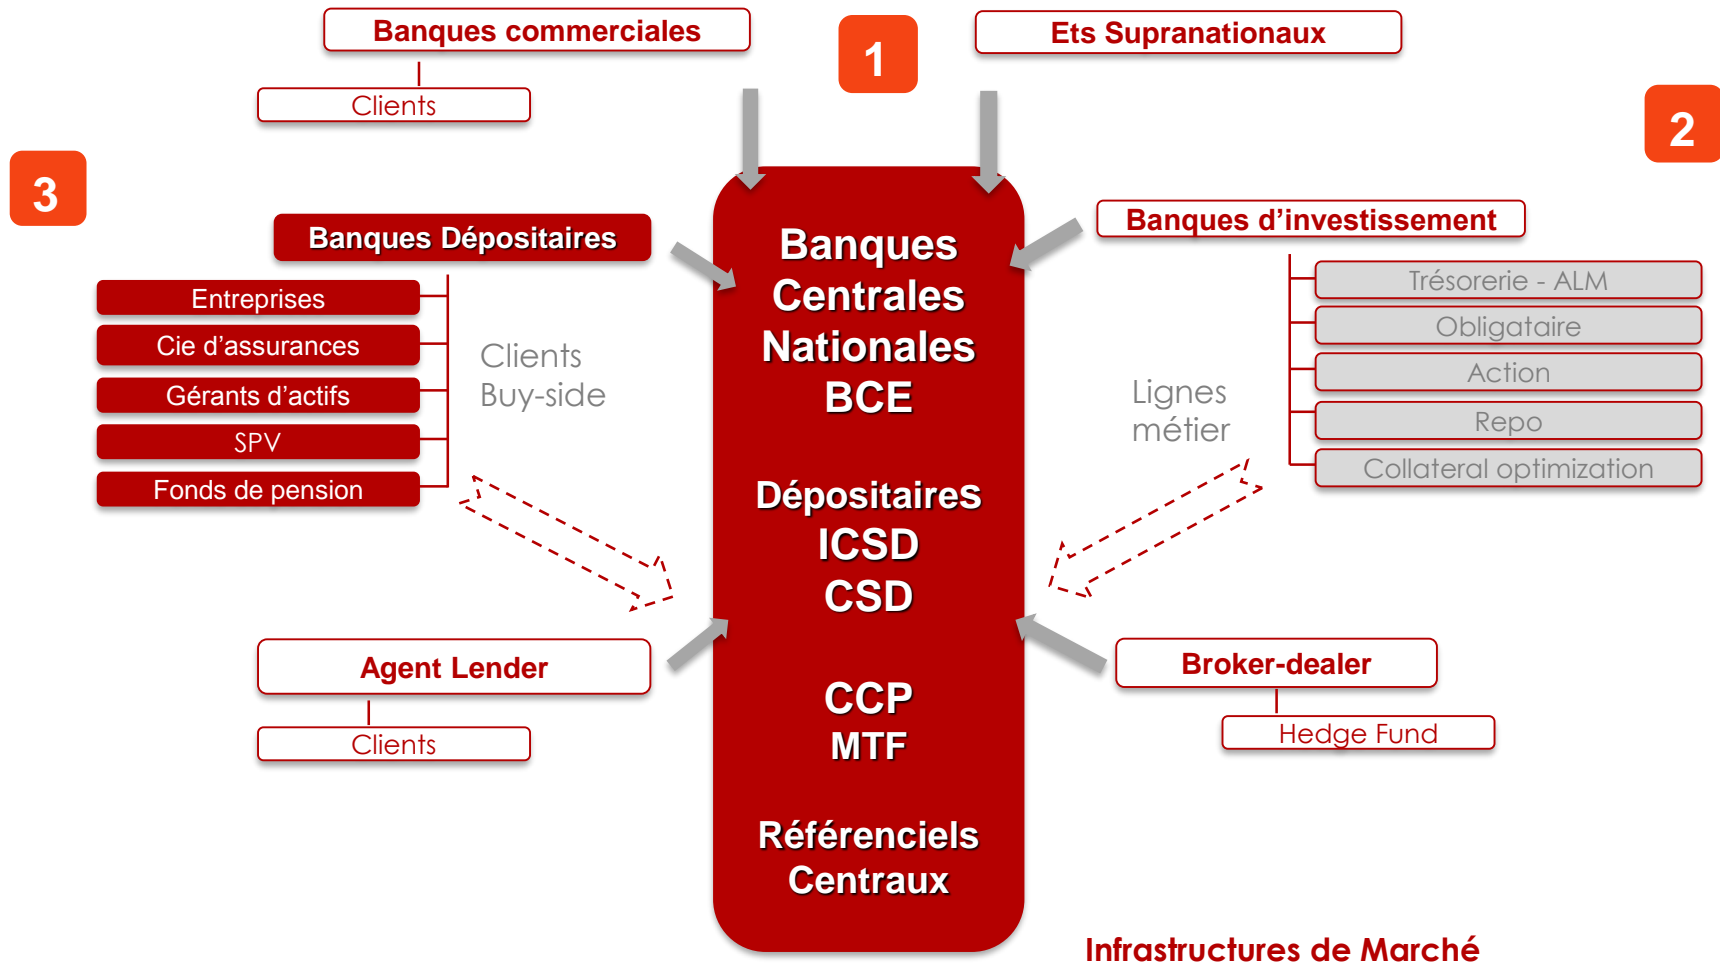 Banques commerciales
Clients
1
Ets Supranationaux
2
3
Banques Dépositaires
Entreprises
Cie d'assurances
Gérants d'actifs
SPV
Fonds de pension
Clients
Buy-side
Banques
Centrales
Nationales
BCE
Dépositaires
ICSD
CSD
CCP
MTF
Référenciels
Centraux
Banques d’investissement
Trésorerie - ALM
Obligataire
Action
Repo
Collateral optimization
Lignes
métier
Agent Lender
Clients
Broker-dealer
Hedge Fund
Infrastructures de Marché